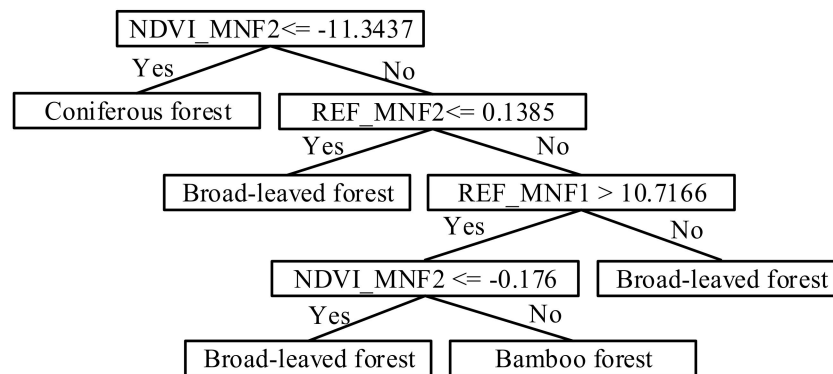 NDVI_MNF2<= -11.3437
Yes
No
Coniferous forest
REF_MNF2<= 0.1385
Yes
No
Broad-leaved forest
REF_MNF1 > 10.7166
Yes
No
NDVI_MNF2 <= -0.176
Broad-leaved forest
Yes
No
Broad-leaved forest
Bamboo forest